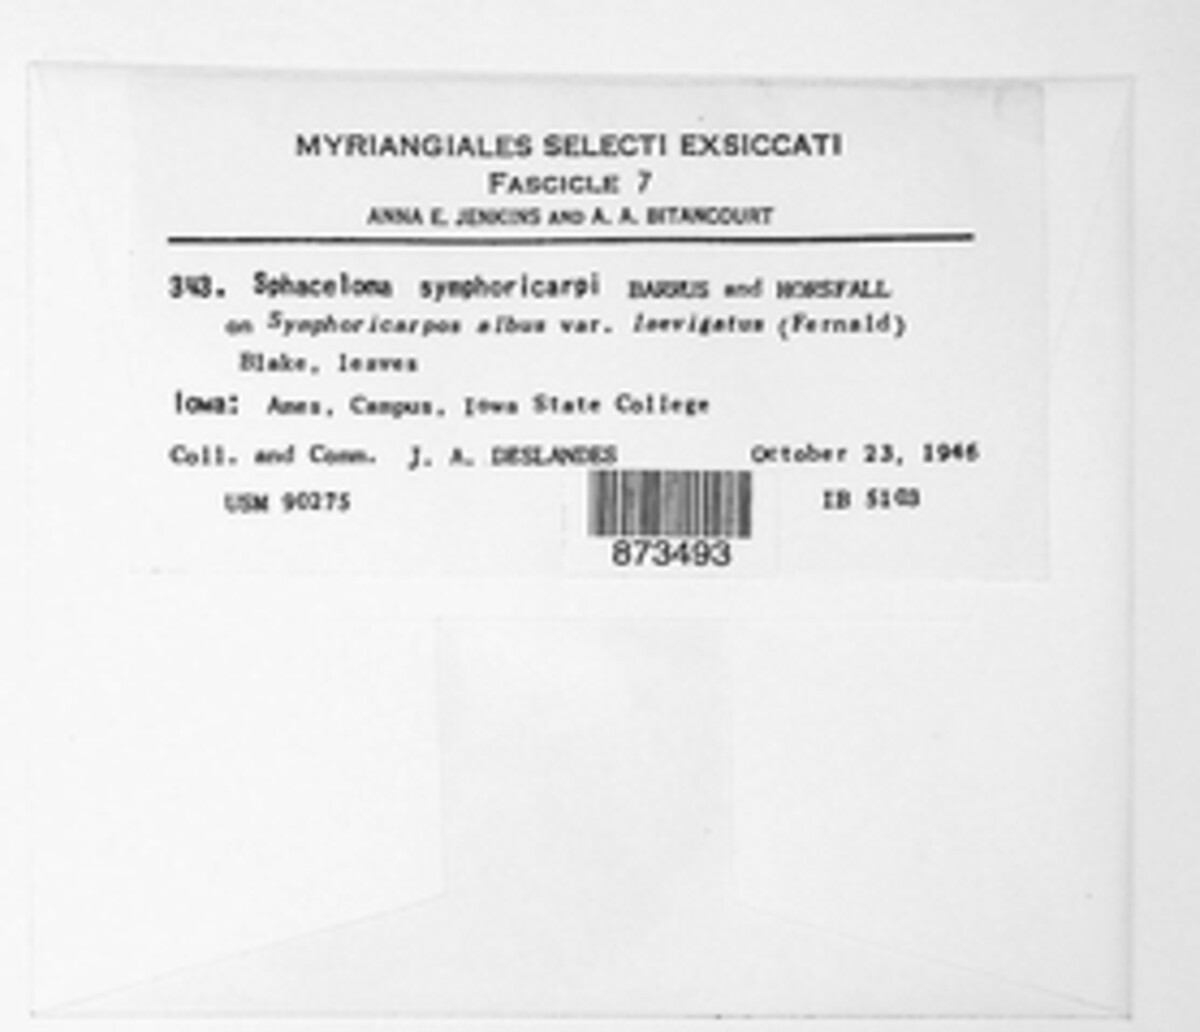 MYRIANGIALES SELECTI EXSICCATI
FASCICLE 7
ANNA E. JENKINS AND A. A. BITANCOURT
343. Sphaceloma symphoricarpi BARRUS and HORSFALL
on Symphoricarpos albus var. laevigatus (Fernald)
Blake, leaves
Iowa: Ames, Campus, Iowa State College
Coll. and Comm. J. A. DESLANDES October 23, 1946
USM 90275 IB 5103
873493